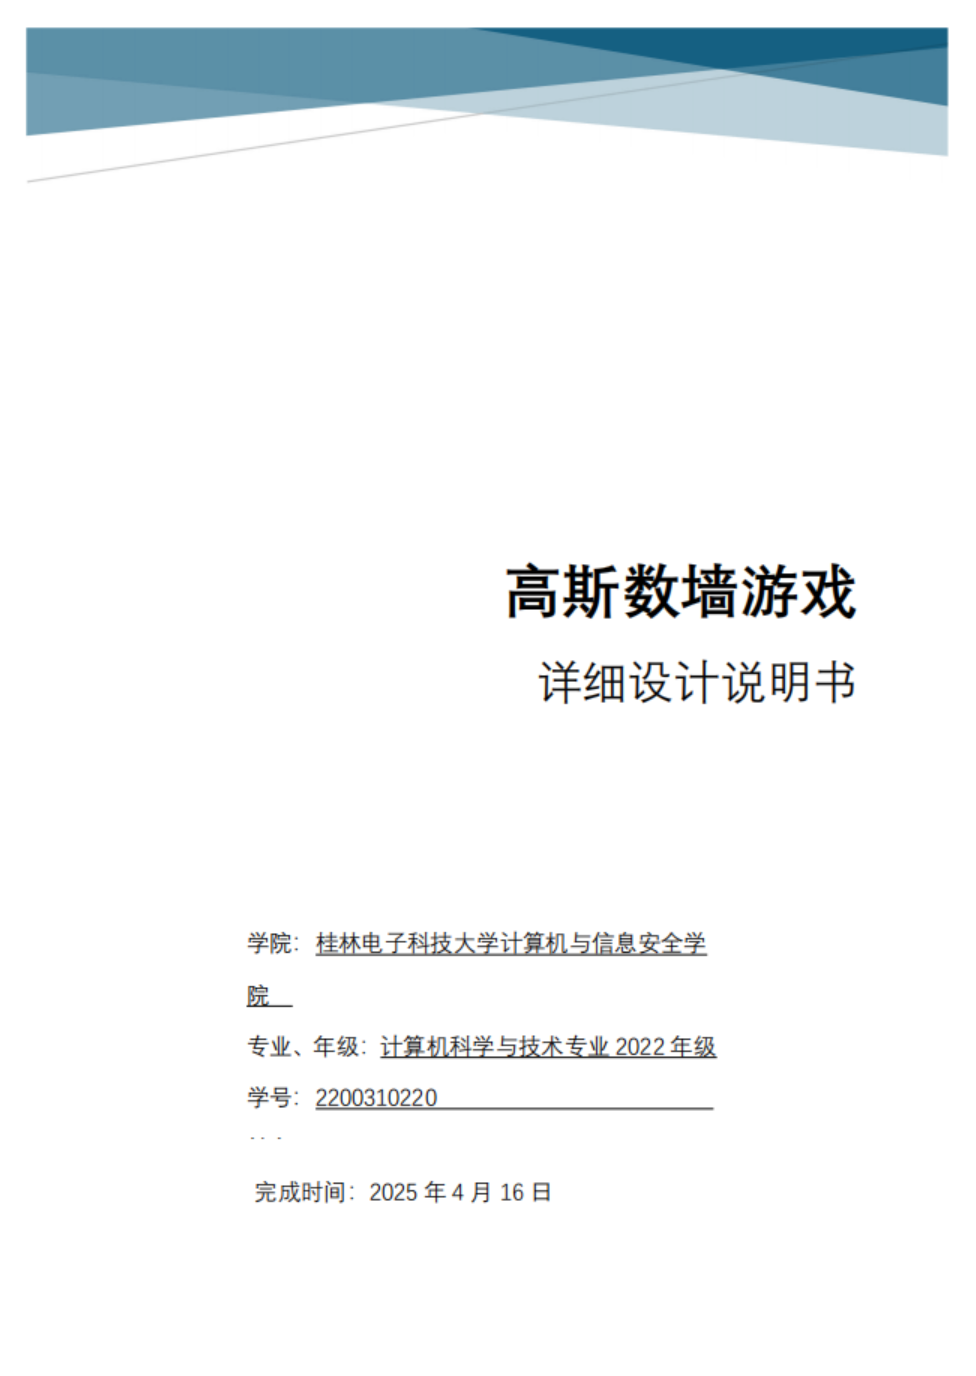 高斯数墙游戏
详细设计说明书
学院：桂林电子科技大学计算机与信息安全学
院
专业、年级：计算机科学与技术专业 2022 年级
学号：2200310220
完成时间：2025 年 4 月 16 日